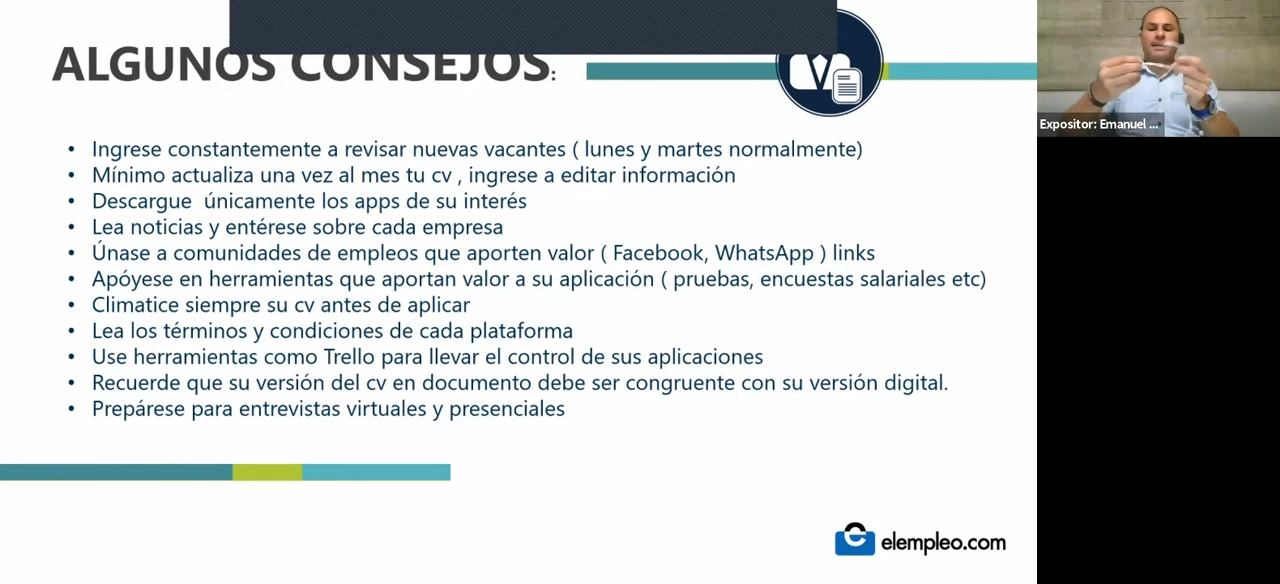 ALGUNOS CONSEJOS:
• Ingrese constantemente a revisar nuevas vacantes ( lunes y martes normalmente)
• Mínimo actualiza una vez al mes tu cv , ingrese a editar información
• Descargue  únicamente los apps de su interés
• Lea noticias y entérese sobre cada empresa
• Únase a comunidades de empleos que aporten valor ( Facebook, WhatsApp ) links
• Apóyese en herramientas que aportan valor a su aplicación ( pruebas, encuestas salariales etc)
• Climatice siempre su cv antes de aplicar
• Lea los términos y condiciones de cada plataforma
• Use herramientas como Trello para llevar el control de sus aplicaciones
• Recuerde que su versión del cv en documento debe ser congruente con su versión digital.
• Prepárese para entrevistas virtuales y presenciales
elempleo.com
Expositor: Emanuel ...